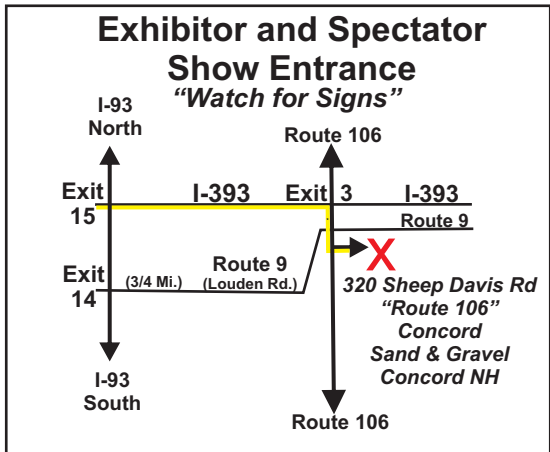 Exhibitor and Spectator
Show Entrance
“Watch for Signs”
I-93
North
Route 106
Exit
15
I-393
Exit 3
I-393
Route 9
Exit
14
(3/4 Mi.)
Route 9
(Louden Rd.)
X
320 Sheep Davis Rd
“Route 106”
Concord
Sand & Gravel
Concord NH
I-93
South
Route 106